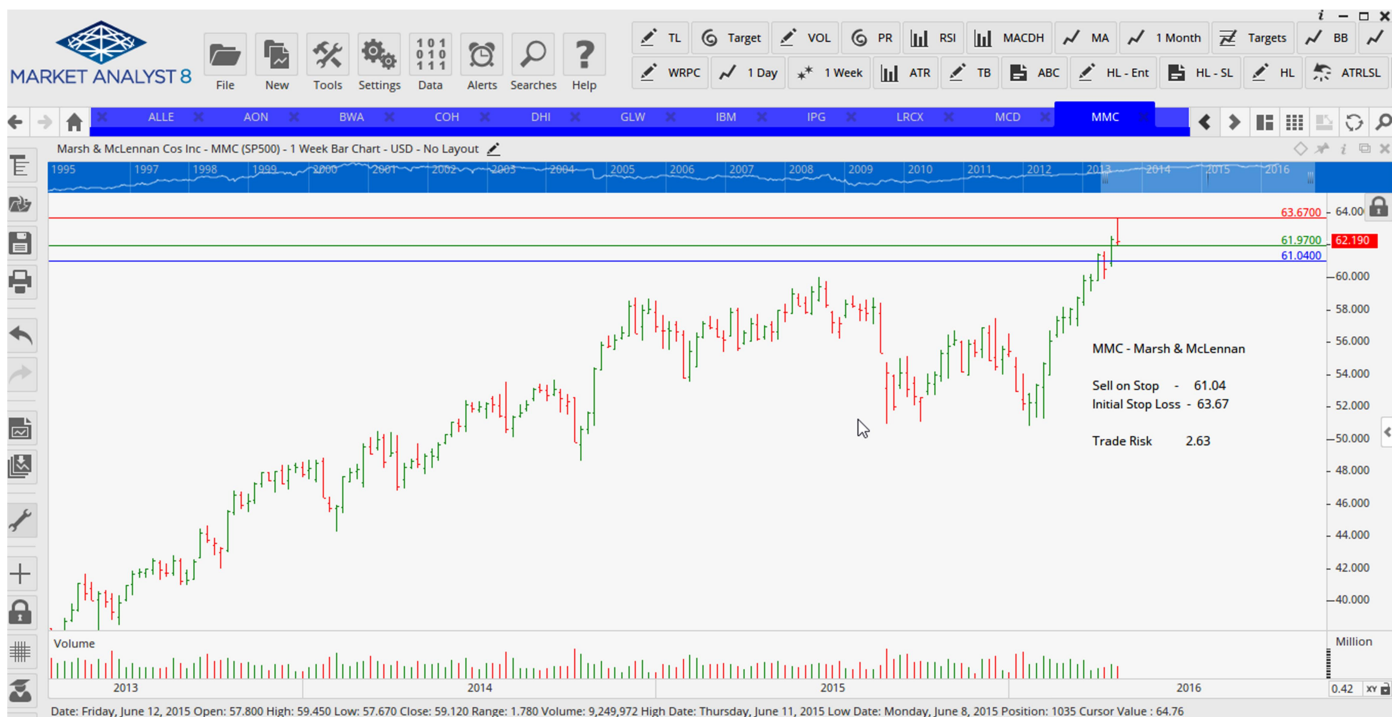 MARKET ANALYST 8
File New Tools Settings Data Alerts Searches Help
101
010
111
TL Target VOL PR RSI MACDH MA 1 Month Targets BB
WRPC 1 Day 1 Week ATR TB ABC HL - Ent HL - SL HL ATRLSL
ALLE AON BWA COH DHI GLW IBM IPG LRCX MCD MMC
Marsh & McLennan Cos Inc - MMC (SP500) - 1 Week Bar Chart - USD - No Layout
1995 1997 1998 1999 2000 2001 2002 2003 2004 2005 2006 2007 2008 2009 2010 2011 2012 2013 2014 2015 2016
63.6700
64.00
61.9700
62.190
61.0400
60.000
58.000
56.000
MMC - Marsh & McLennan
54.000
Sell on Stop - 61.04
Initial Stop Loss - 63.67
52.000
Trade Risk 2.63
50.000
48.000
46.000
44.000
42.000
40.000
Volume
Million
2013 2014 2015 2016
0.42 XY
Date: Friday, June 12, 2015 Open: 57.800 High: 59.450 Low: 57.670 Close: 59.120 Range: 1.780 Volume: 9,249,972 High Date: Thursday, June 11, 2015 Low Date: Monday, June 8, 2015 Position: 1035 Cursor Value : 64.76